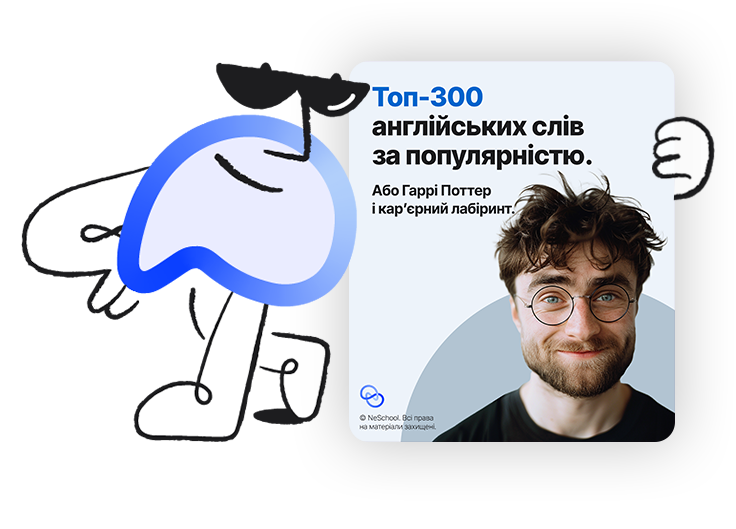 Топ-300
англійських слів
за популярністю.
Або Гаррі Поттер
і кар’єрний лабіринт.
© NeSchool. Всі права
на матеріали захищені.